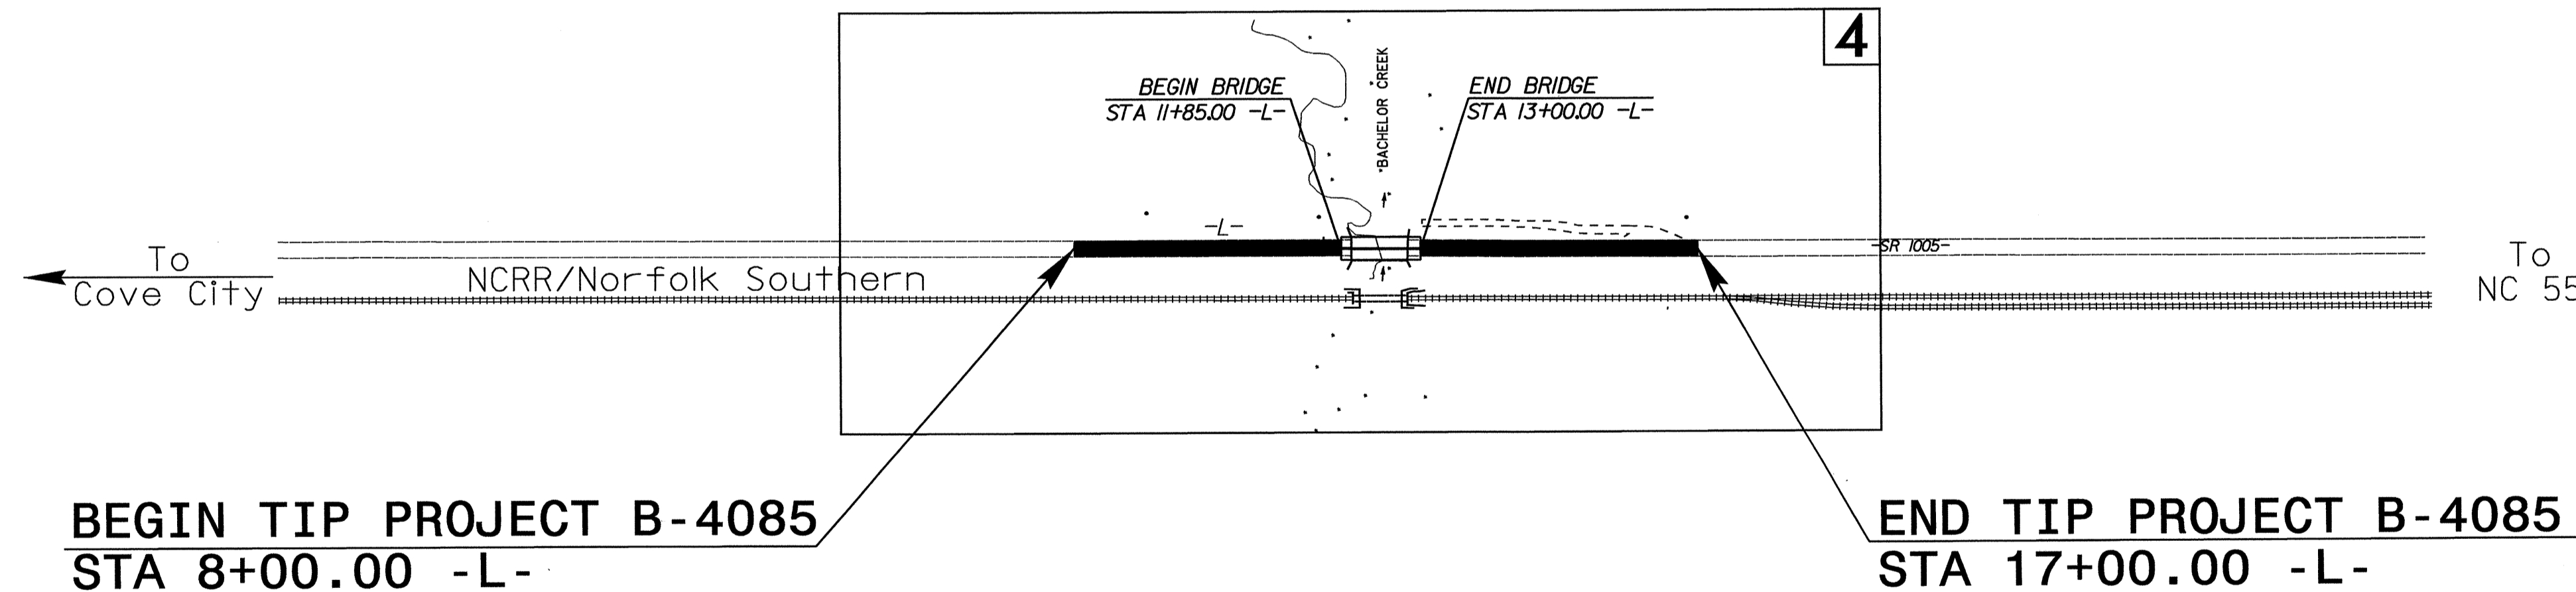 4
BEGIN BRIDGE
STA 11+85.00 -L-
BACHELOR CREEK
END BRIDGE
STA 13+00.00 -L-
-L-
To
Cove City
NCRR/Norfolk Southern
-SR 1005-
To
NC 55
BEGIN TIP PROJECT B-4085
STA 8+00.00 -L-
END TIP PROJECT B-4085
STA 17+00.00 -L-